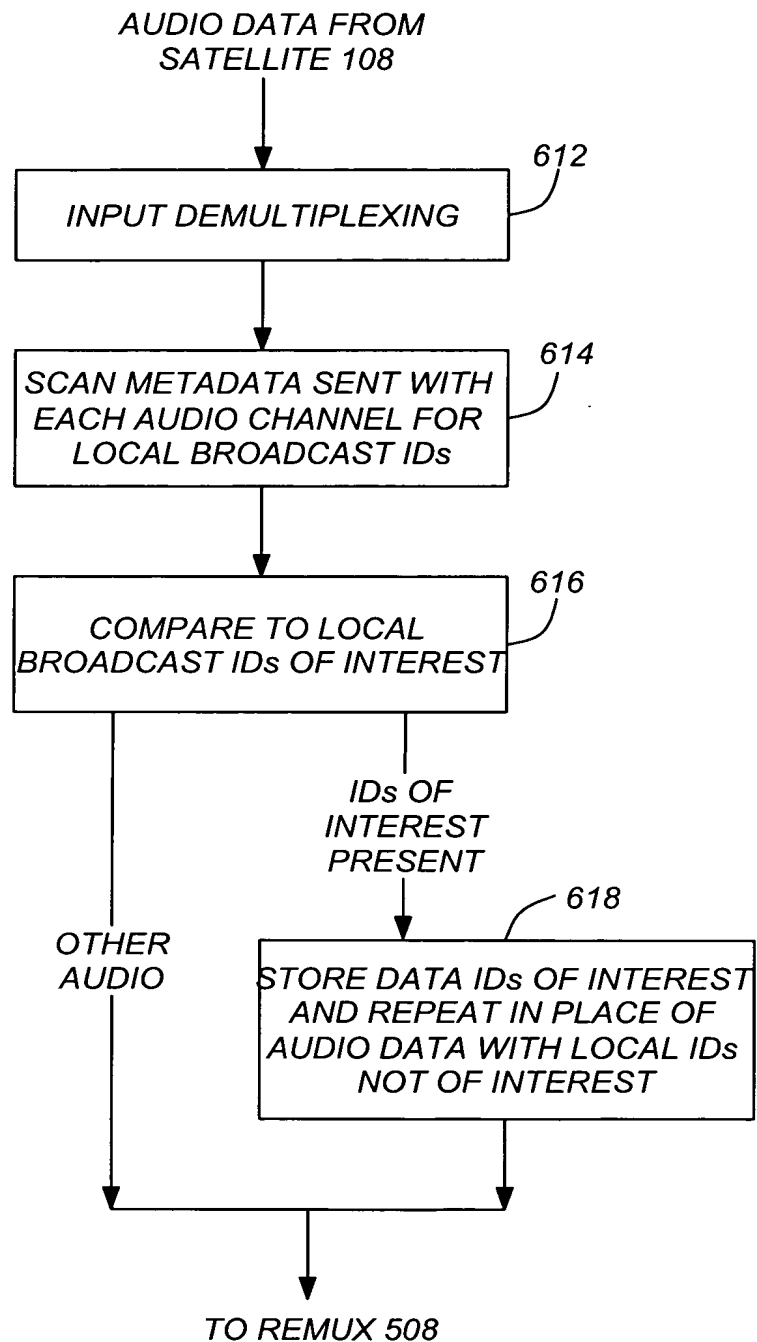 AUDIO DATA FROM
SATELLITE 108
612
INPUT DEMULTIPLEXING
614
SCAN METADATA SENT WITH
EACH AUDIO CHANNEL FOR
LOCAL BROADCAST IDs
616
COMPARE TO LOCAL
BROADCAST IDs OF INTEREST
IDs OF
INTEREST
PRESENT
618
OTHER
AUDIO
STORE DATA IDs OF INTEREST
AND REPEAT IN PLACE OF
AUDIO DATA WITH LOCAL IDs
NOT OF INTEREST
TO REMUX 508